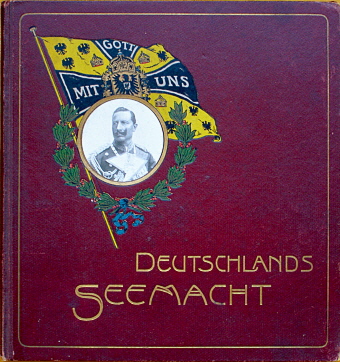 GOTT
MIT UNS
DEUTSCHLANDS
SEEMACHT